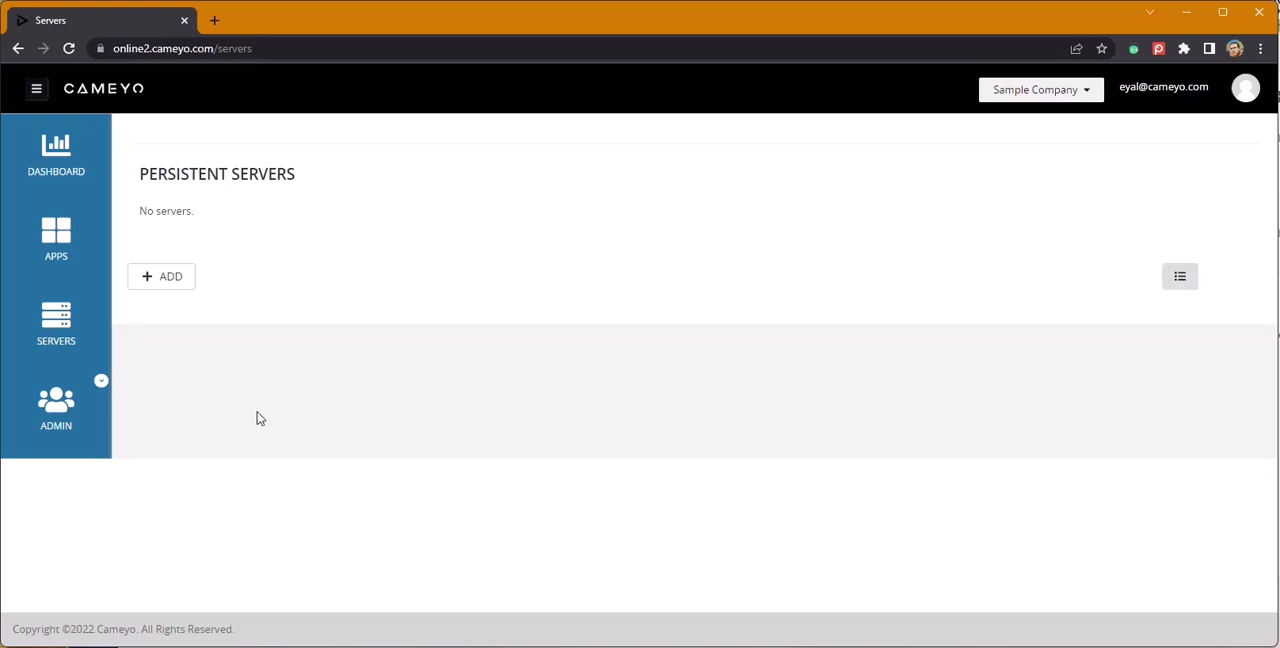 Servers
online2.cameyo.com/servers
CAMEYO
Sample Company
eyal@cameyo.com
DASHBOARD
APPS
SERVERS
ADMIN
PERSISTENT SERVERS
No servers.
+ ADD
Copyright ©2022 Cameyo. All Rights Reserved.